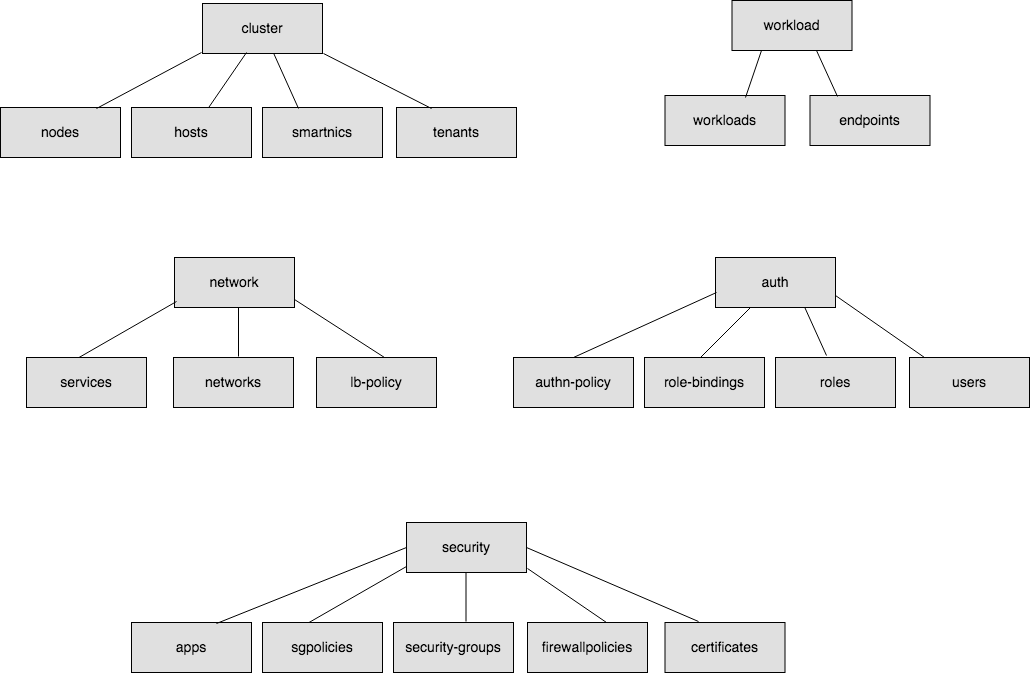 cluster
workload
nodes
hosts
smartnics
tenants
workloads
endpoints
network
auth
services
networks
lb-policy
authn-policy
role-bindings
roles
users
security
apps
sgpolicies
security-groups
firewallpolicies
certificates